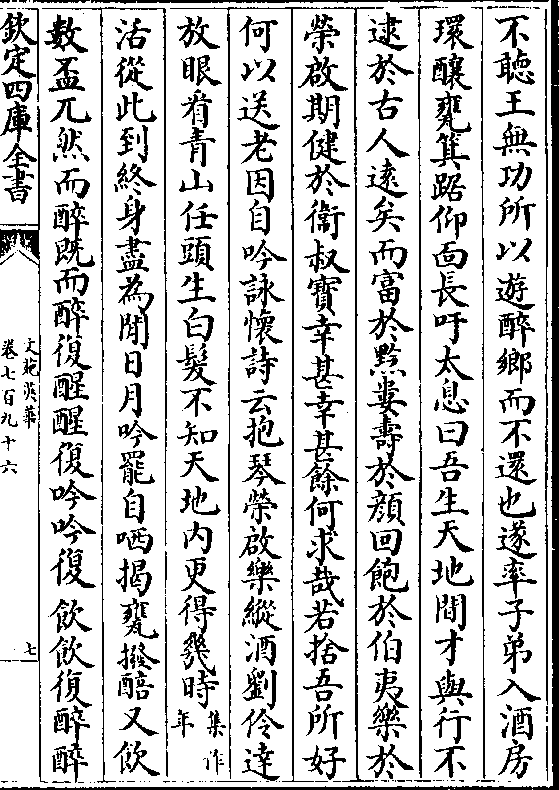 不聽王無功所以遊醉鄉而不還也遂率子弟入酒房
環釀甕箕踞仰面長吁太息曰吾生天地間才與行不
逮於古人遠矣而富於黔婁壽於顔回飽於伯夷樂於
榮啟期健於衞叔寳幸甚幸甚餘何求哉若捨吾所好
何以送老因自吟詠懷詩云抱琴榮啟樂縱酒劉伶達
放眼看青山任頭生白髮不知天地内更得幾時集作年
活從此到終身盡為閒日月吟罷自哂揭甕撥醅又飲
數盃兀然而醉既而醉復醒醒復吟吟復飲飲復醉醉
欽定四庫全書
文苑英華
卷七百九十六
七